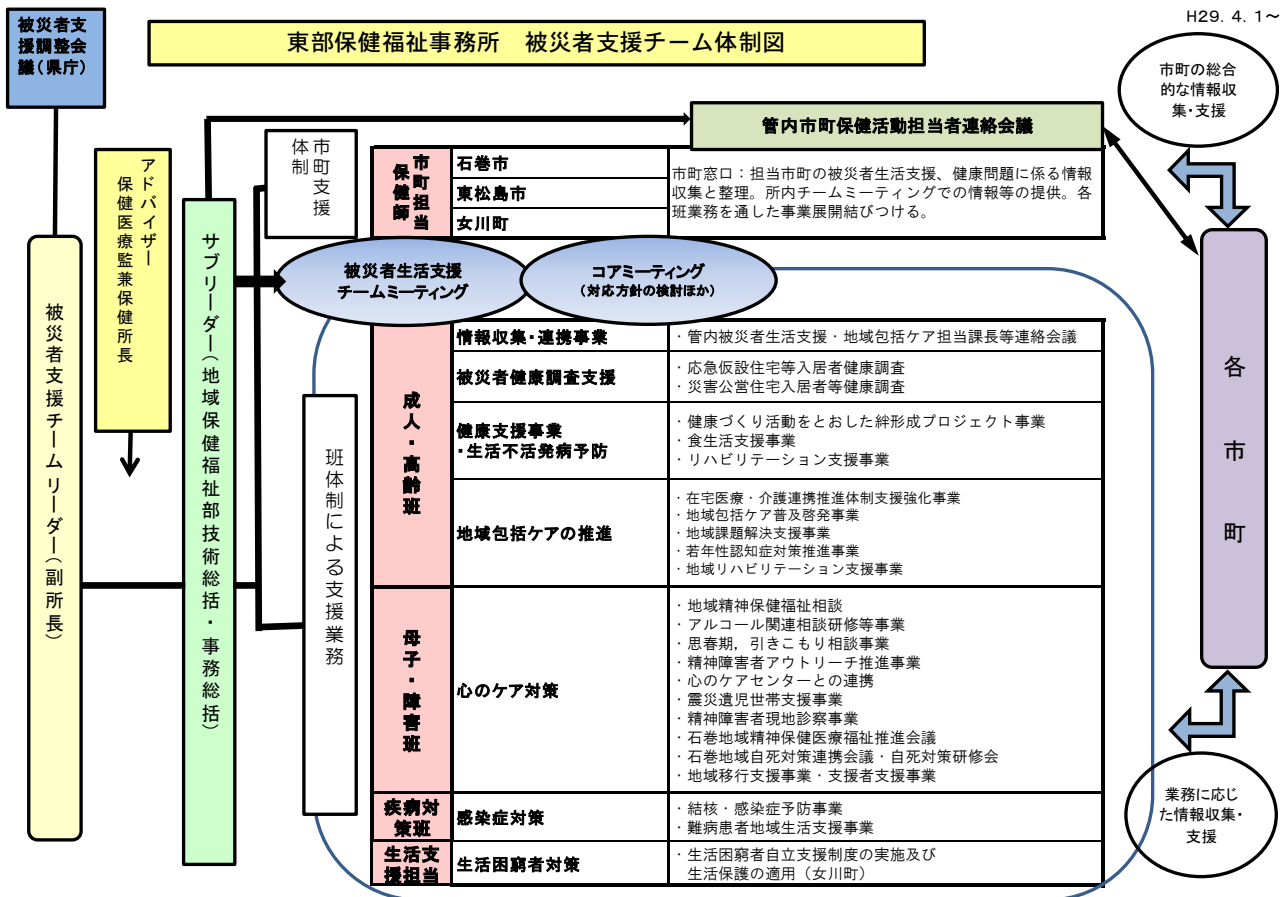 H29. 4. 1～
被災者支
援調整会
議(県庁)
東部保健福祉事務所　被災者支援チーム体制図
市町の総合
的な情報収
集・支援
管内市町保健活動担当者連絡会議
アドバイザー
保健医療監兼保健所長
市町支援
体制
市町担当
保健師
石巻市
東松島市
女川町
市町窓口：担当市町の被災者生活支援、健康問題に係る情報
収集と整理。所内チームミーティングでの情報等の提供。各
班業務を通した事業展開結びつける。
被災者支援チームリーダー(副所長)
サブリーダー(地域保健福祉部技術総括・事務総括)
被災者生活支援
チームミーティング
コアミーティング
(対応方針の検討ほか)
各市町
班体制による支援業務
成人・高齢班
情報収集・連携事業
・管内被災者生活支援・地域包括ケア担当課長等連絡会議
被災者健康調査支援
・応急仮設住宅等入居者健康調査
・災害公営住宅入居者等健康調査
健康支援事業
・生活不活発病予防
・健康づくり活動をとおした絆形成プロジェクト事業
・食生活支援事業
・リハビリテーション支援事業
地域包括ケアの推進
・在宅医療・介護連携推進体制支援強化事業
・地域包括ケア普及啓発事業
・地域課題解決支援事業
・若年性認知症対策推進事業
・地域リハビリテーション支援事業
母子・障害班
心のケア対策
・地域精神保健福祉相談
・アルコール関連相談研修等事業
・思春期，引きこもり相談事業
・精神障害者アウトリーチ推進事業
・心のケアセンターとの連携
・震災遺児世帯支援事業
・精神障害者現地診察事業
・石巻地域精神保健医療福祉推進会議
・石巻地域自死対策連携会議・自死対策研修会
・地域移行支援事業・支援者支援事業
疾病対
策班
感染症対策
・結核・感染症予防事業
・難病患者地域生活支援事業
生活支
援担当
生活困窮者対策
・生活困窮者自立支援制度の実施及び
生活保護の適用（女川町）
業務に応じ
た情報収集・
支援